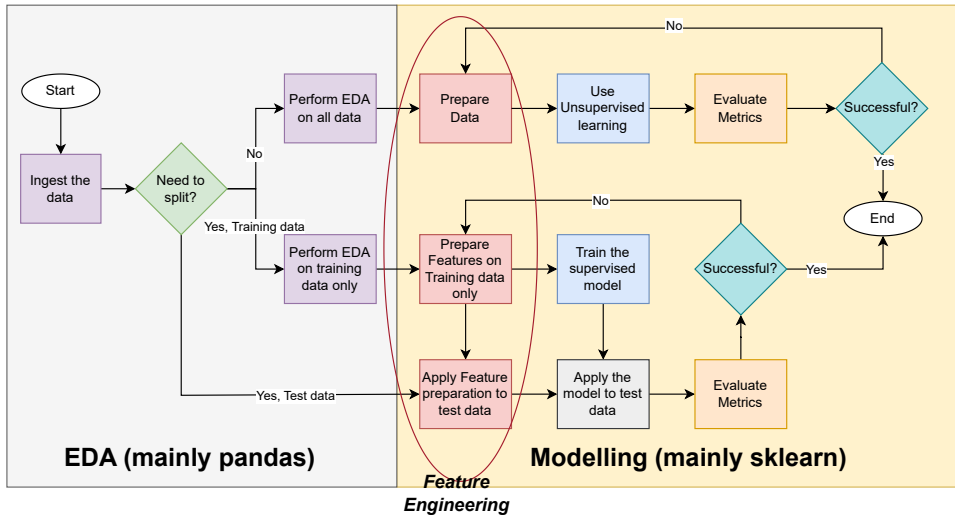 No
Start
Perform EDA
on all data
Prepare
Data
Use
Unsupervised
learning
Evaluate
Metrics
Successful?
No
Yes
Ingest the
data
Need to
split?
Yes, Training data
No
End
Perform EDA
on training
data only
Prepare
Features on
Training data
only
Train the
supervised
model
Successful?
Yes
Yes, Test data
Apply Feature
preparation to
test data
Apply the
model to test
data
Evaluate
Metrics
EDA (mainly pandas)
Modelling (mainly sklearn)
Feature
Engineering